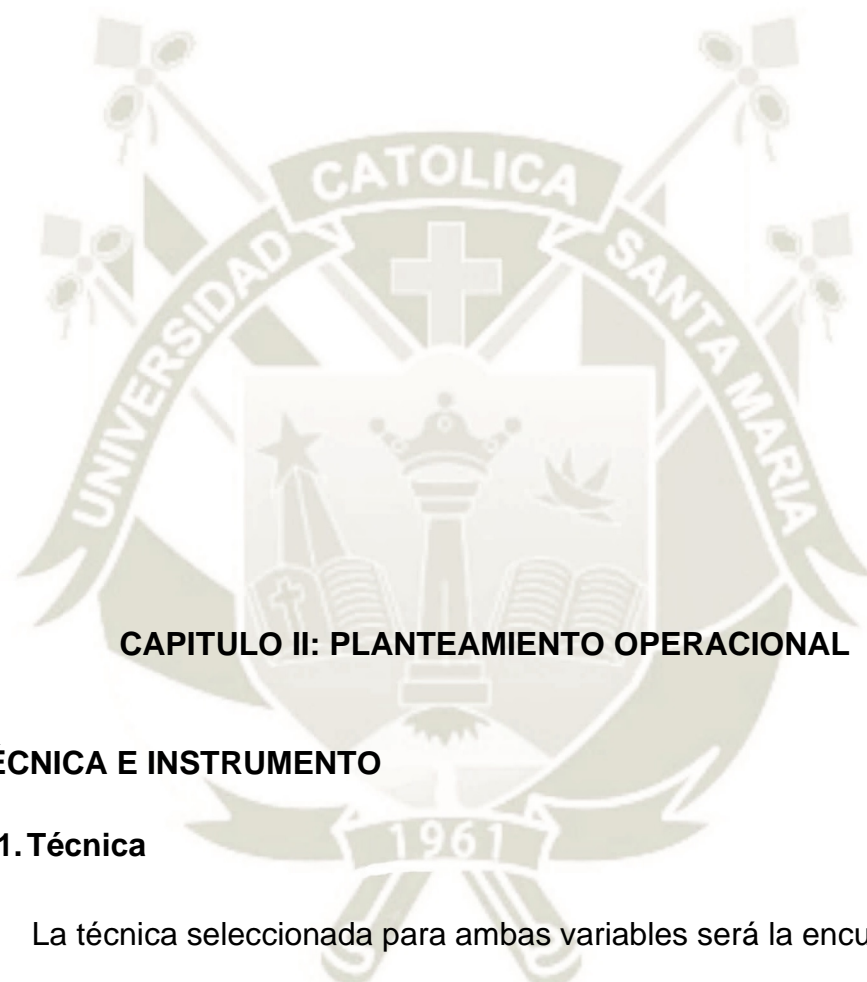 CATOLICA
UNIVERSIDAD
SANTA MARIA
CAPITULO II: PLANTEAMIENTO OPERACIONAL
ÉCNICA E INSTRUMENTO
1. Técnica
1961
La técnica seleccionada para ambas variables será la encu